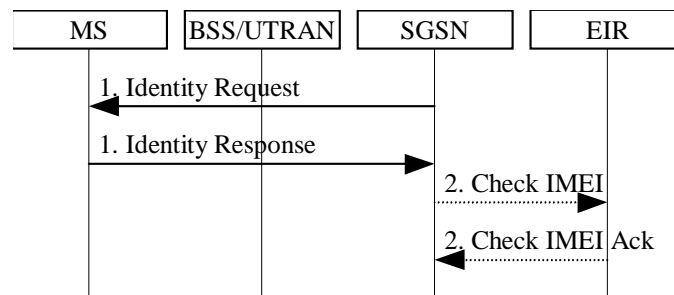 MS BSS/UTRAN SGSN EIR
1. Identity Request
1. Identity Response
2. Check IMEI
2. Check IMEI Ack